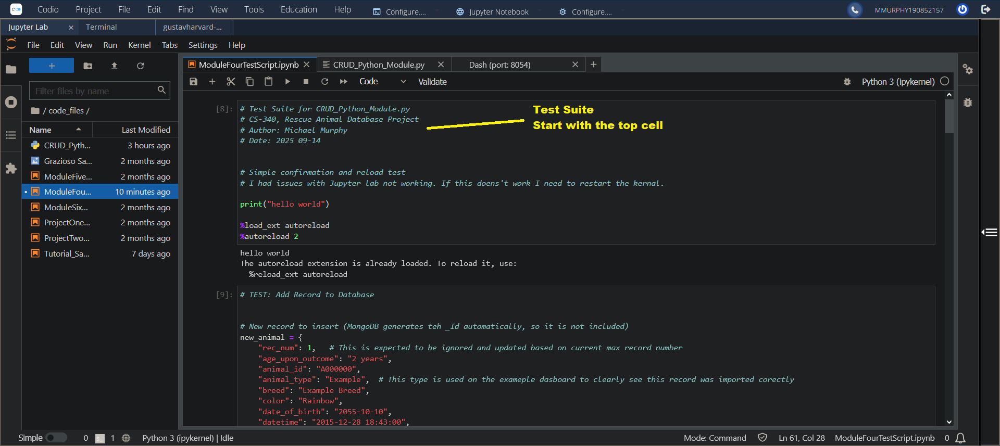 Codio Project File Edit Find View Tools Education Help Configure.... Jupyter Notebook Configure.... MMURPHY190852157
Jupyter Lab × Terminal gustavharvard-...
File Edit View Run Kernel Tabs Settings Help
ModuleFourTestScript.ipynb CRUD_Python_Module.py Dash (port: 8054)
Code Validate Python 3 (ipykernel)
Filter files by name
/ code_files /
Name Last Modified
CRUD_Pyth... 3 hours ago
Grazioso Sa... 2 months ago
ModuleFive... 2 months ago
ModuleFou... 10 minutes ago
ModuleSix... 2 months ago
ProjectOne... 2 months ago
ProjectTwo... 2 months ago
Tutorial_Sa... 7 days ago
[8]: # Test Suite for CRUD_Python_Module.py
# CS-340, Rescue Animal Database Project
# Author: Michael Murphy
# Date: 2025 09-14
Test Suite
Start with the top cell
# Simple confirmation and reload test
# I had issues with Jupyter lab not working. If this doens't work I need to restart the kernal.
print("hello world")
%load_ext autoreload
%autoreload 2
hello world
The autoreload extension is already loaded. To reload it, use:
%reload_ext autoreload
[9]: # TEST: Add Record to Database
# New record to insert (MongoDB generates teh _Id automatically, so it is not included)
new_animal = {
"rec_num": 1, # This is expected to be ignored and updated based on current max record number
"age_upon_outcome": "2 years",
"animal_id": "A000000",
"animal_type": "Example", # This type is used on the exameple dasboard to clearly see this record was imported corectly
"breed": "Example Breed",
"color": "Rainbow",
"date_of_birth": "2055-10-10",
"datetime": "2015-12-28 18:43:00",
Simple 0 1 Python 3 (ipykernel) | Idle Mode: Command Ln 61, Col 28 ModuleFourTestScript.ipynb 0